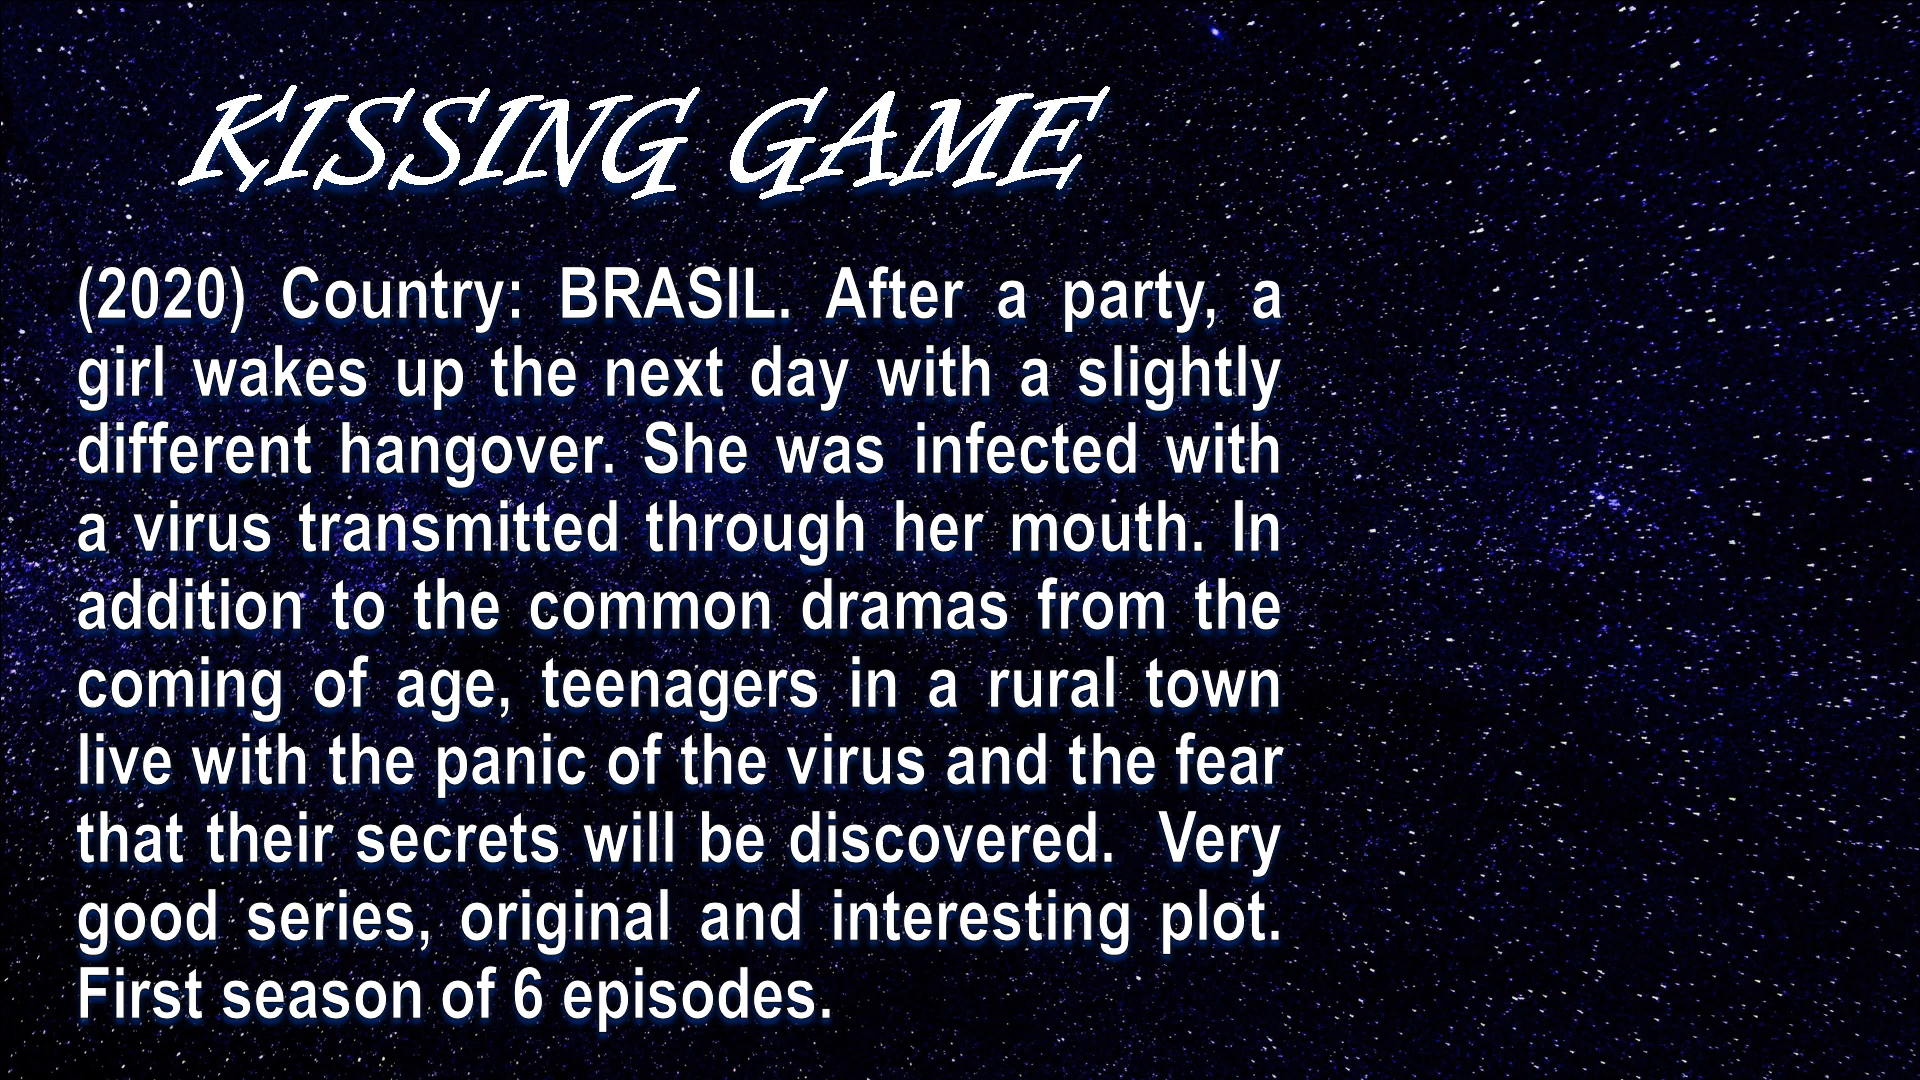 KISSING GAME
(2020) Country: BRASIL. After a party, a
girl wakes up the next day with a slightly
different hangover. She was infected with
a virus transmitted through her mouth. In
addition to the common dramas from the
coming of age, teenagers in a rural town
live with the panic of the virus and the fear
that their secrets will be discovered.  Very
good series, original and interesting plot.
First season of 6 episodes.